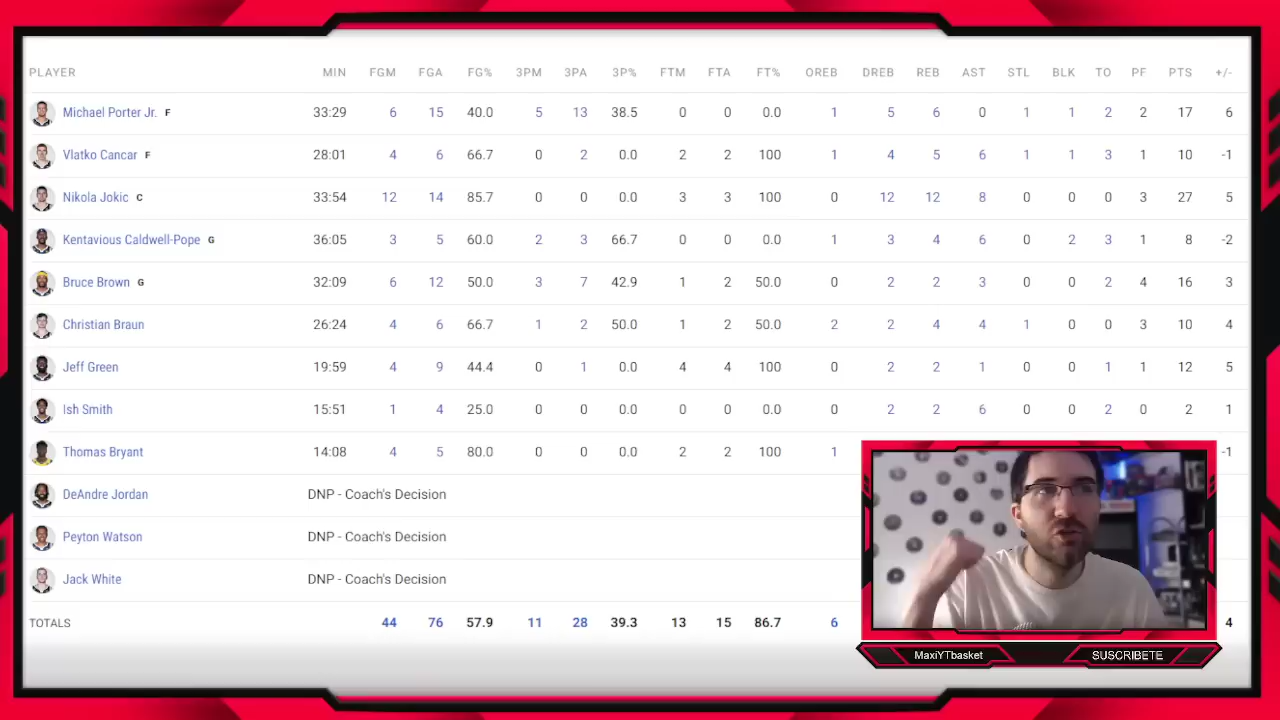 PLAYER MIN FGM FGA FG% 3PM 3PA 3P% FTM FTA FT% OREB DREB REB AST STL BLK TO PF PTS +/-
Michael Porter Jr. F 33:29 6 15 40.0 5 13 38.5 0 0 0.0 1 5 6 0 1 1 2 2 17 6
Vlatko Cancar F 28:01 4 6 66.7 0 2 0.0 2 2 100 1 4 5 6 1 1 3 1 10 -1
Nikola Jokic C 33:54 12 14 85.7 0 0 0.0 3 3 100 0 12 12 8 0 0 0 3 27 5
Kentavious Caldwell-Pope G 36:05 3 5 60.0 2 3 66.7 0 0 0.0 1 3 4 6 0 2 3 1 8 -2
Bruce Brown G 32:09 6 12 50.0 3 7 42.9 1 2 50.0 0 2 2 3 0 0 2 4 16 3
Christian Braun 26:24 4 6 66.7 1 2 50.0 1 2 50.0 2 2 4 4 1 0 0 3 10 4
Jeff Green 19:59 4 9 44.4 0 1 0.0 4 4 100 0 2 2 1 0 0 1 1 12 5
Ish Smith 15:51 1 4 25.0 0 0 0.0 0 0 0.0 0 2 2 6 0 0 2 0 2 1
Thomas Bryant 14:08 4 5 80.0 0 0 0.0 2 2 100 1 -1
DeAndre Jordan DNP - Coach's Decision
Peyton Watson DNP - Coach's Decision
Jack White DNP - Coach's Decision
TOTALS 44 76 57.9 11 28 39.3 13 15 86.7 6 4
MaxiYTbasket SUSCRIBETE